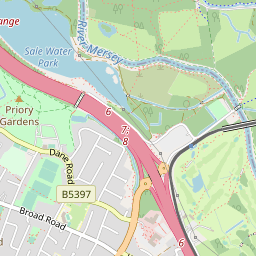 ange
River Mersey
Sale Water
Park
Priory
Gardens
6
7;
8
Dane Road
B5397
Broad Road
6
d